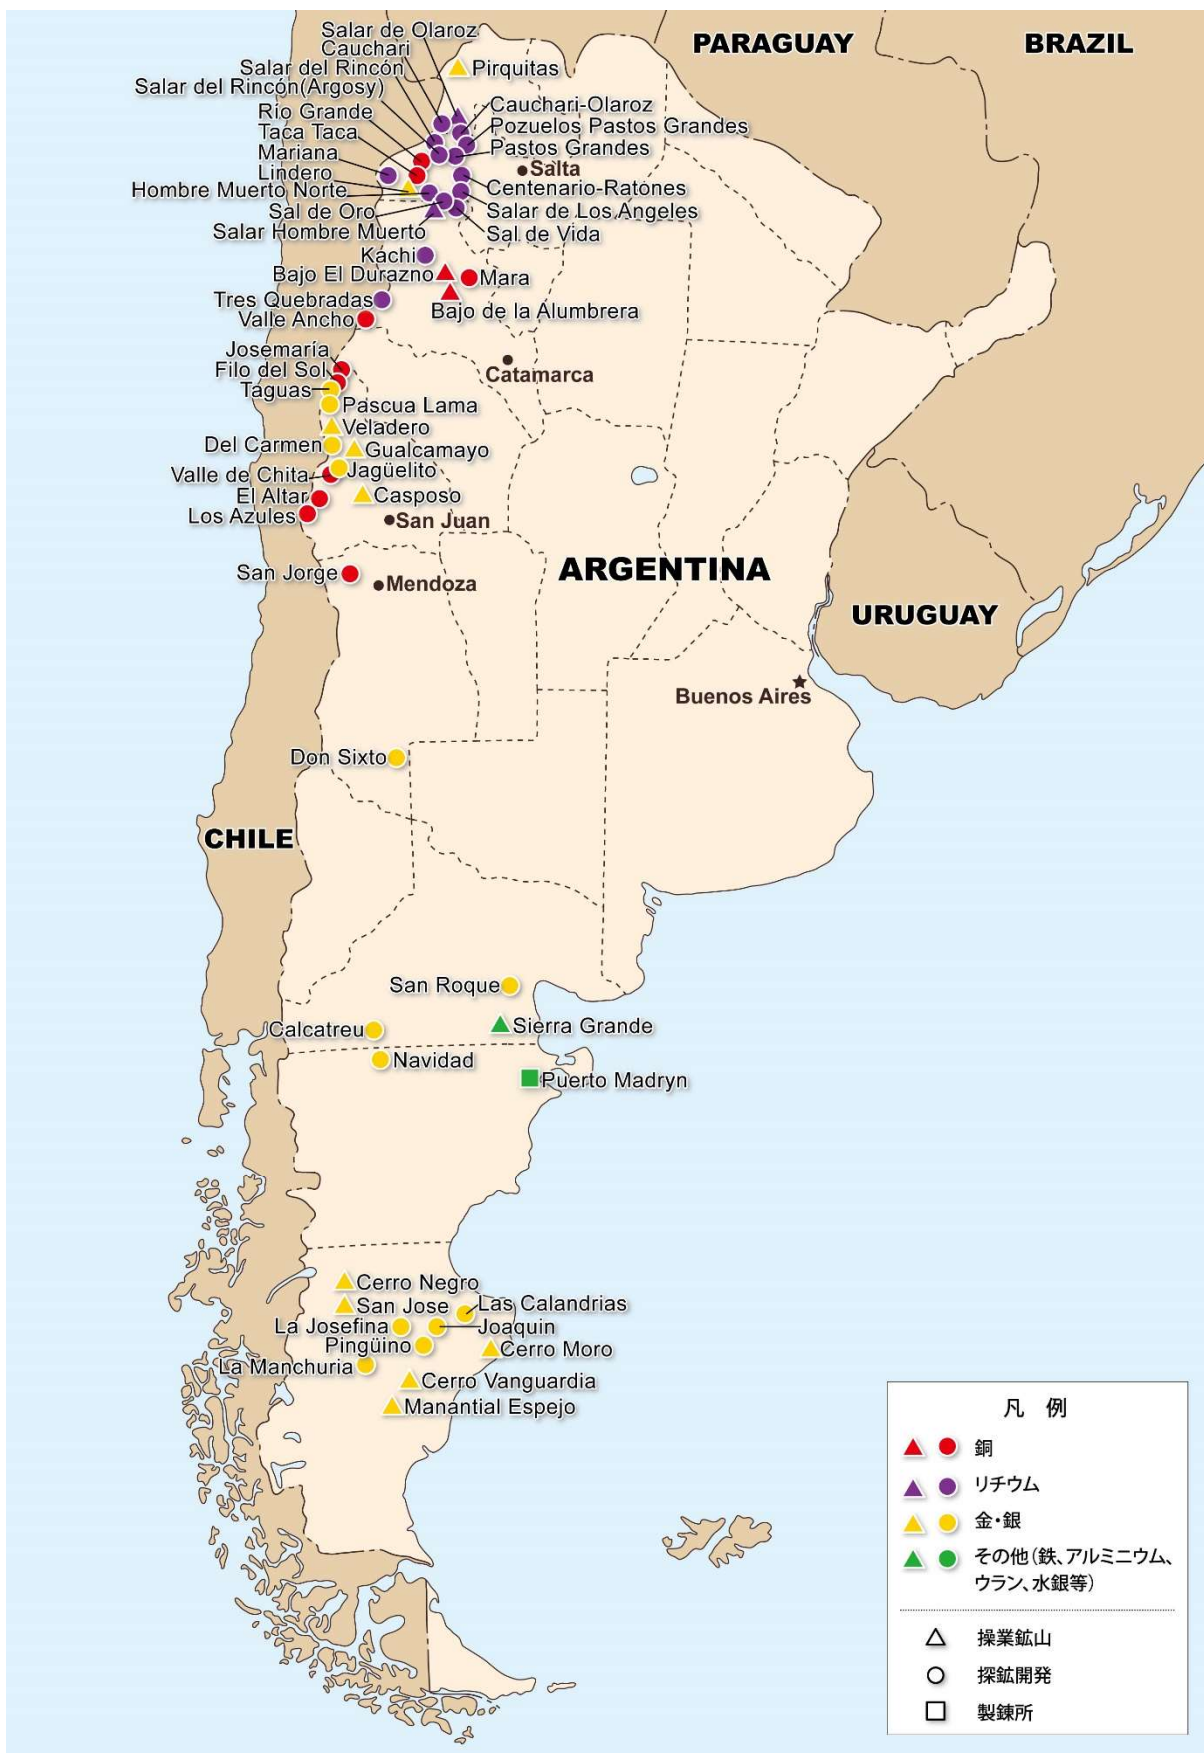 PARAGUAY
BRAZIL
Salar de Olaroz
Cauchari
Salar del Rincón
Salar del Rincón(Argosy)
Río Grande
Taca Taca
Mariana
Lindero
Hombre Muerto Norte
Sal de Oro
Salar Hombre Muerto
Pirquitas
Cauchari-Olaroz
Pozuelos Pastos Grandes
Pastos Grandes
Salta
Centenario-Ratónes
Salar de Los Angeles
Sal de Vida
Kachi
Bajo El Durazno
Mara
Tres Quebradas
Bajo de la Alumbrera
Valle Ancho
Josemaría
Filo del Sol
Taguas
Catamarca
Pascua Lama
Veladero
Del Carmen
Gualcamayo
Jagüelito
Valle de Chita
El Altar
Casposo
Los Azules
San Juan
ARGENTINA
San Jorge
Mendoza
URUGUAY
Buenos Aires
Don Sixto
CHILE
San Roque
Calcatreu
Sierra Grande
Navidad
Puerto Madryn
Cerro Negro
San Jose
Las Calandrias
La Josefina
Joaquin
Pingüino
Cerro Moro
La Manchuria
Cerro Vanguardia
Manantial Espejo
凡 例
銅
リチウム
金・銀
その他(鉄、アルミニウム、
ウラン、水銀等)
操業鉱山
探鉱開発
製錬所